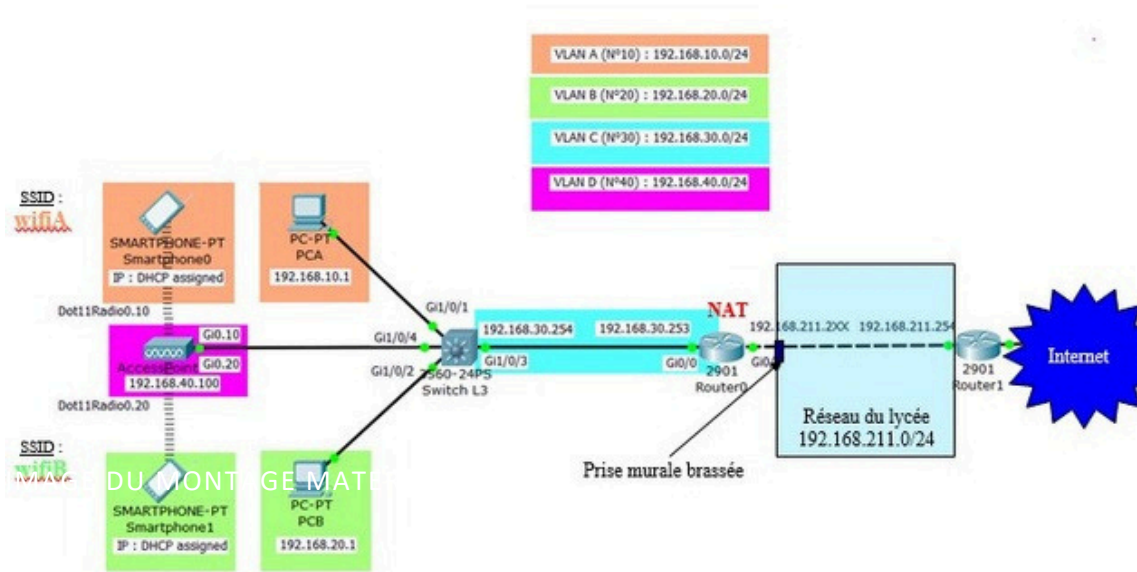 VLAN A (N°10) : 192.168.10.0/24
VLAN B (N°20) : 192.168.20.0/24
VLAN C (N°30) : 192.168.30.0/24
VLAN D (N°40) : 192.168.40.0/24
SSID :
wifiA
SMARTPHONE-PT
Smartphone0
IP : DHCP assigned
PC-PT
PCA
192.168.10.1
Dot11Radio0.10
Gi0.10
Gi0.20
AccessPoint
192.168.40.100
Dot11Radio0.20
Gi1/0/1
Gi1/0/4
Gi1/0/2
Gi1/0/3
192.168.30.254
192.168.30.253
3560-24PS
Switch L3
NAT
Gi0/0
2901
Router0
192.168.211.2XX
192.168.211.254
2901
Router1
Internet
Réseau du lycée
192.168.211.0/24
Prise murale brassée
SSID :
wifiB
DU MONTAGE
SMARTPHONE-PT
Smartphone1
IP : DHCP assigned
PC-PT
PCB
192.168.20.1